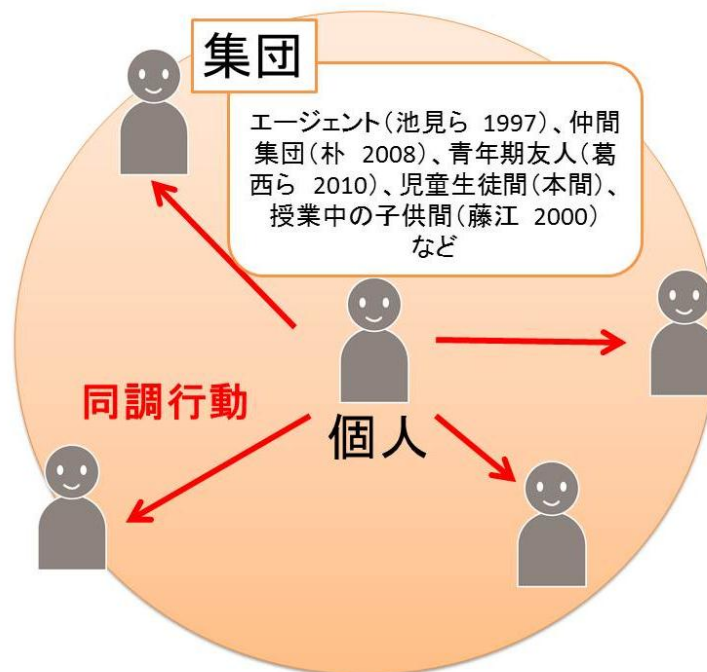 集団
エージェント(池見ら 1997)、仲間
集団(朴 2008)、青年期友人(葛
西ら 2010)、児童生徒間(本間)、
授業中の子供間(藤江 2000)
など
同調行動
個人